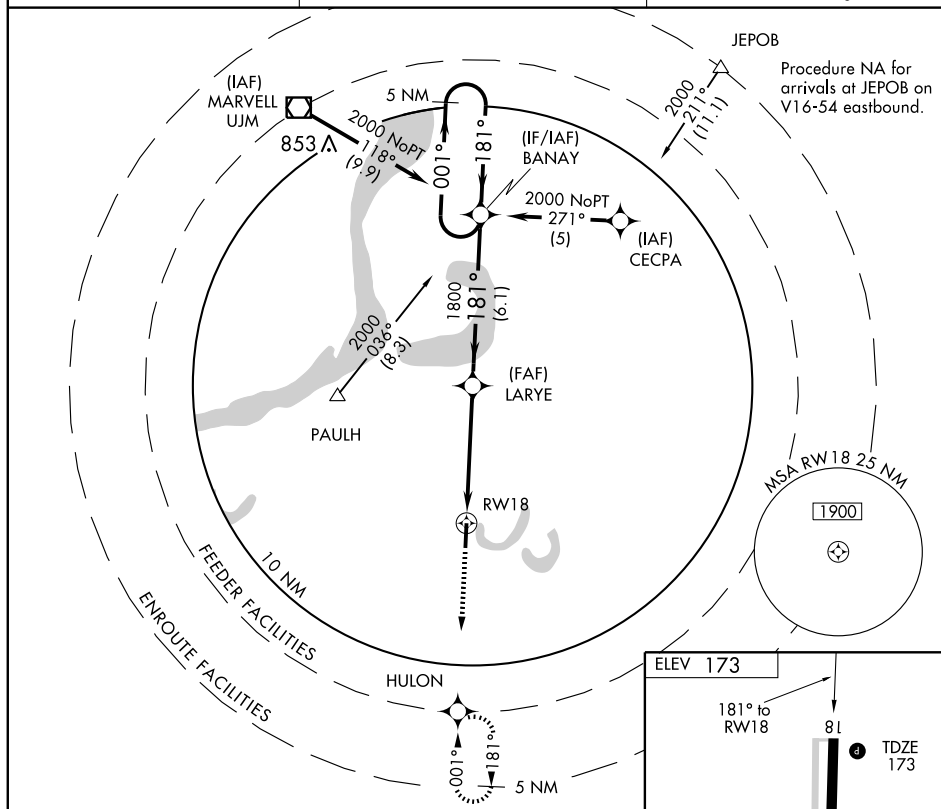 JEPOB
Procedure NA for
arrivals at JEPOB on
V16-54 eastbound.
2000
211°
(11.1)
(IAF)
MARVELL
UJM
5 NM
853
2000 NoPT
118°
(9.9)
001°
181°
(IF/IAF)
BANAY
2000 NoPT
271°
(5)
(IAF)
CECPA
1800
181°
(6.1)
2000
036°
(8.3)
PAULH
(FAF)
LARYE
RW18
MSA RW18 25 NM
1900
10 NM
FEEDER FACILITIES
ENROUTE FACILITIES
HULON
001°
181°
5 NM
ELEV 173
181° to
RW18
18
P
TDZE
173